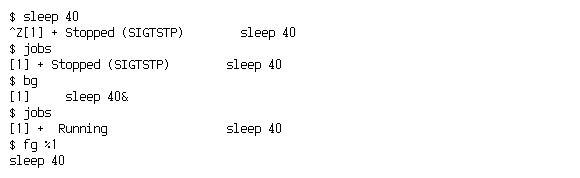 $ sleep 40
^Z[1] + Stopped (SIGTSTP)        sleep 40
$ jobs
[1] + Stopped (SIGTSTP)        sleep 40
$ bg
[1]     sleep 40&
$ jobs
[1] +  Running                 sleep 40
$ fg %1
sleep 40